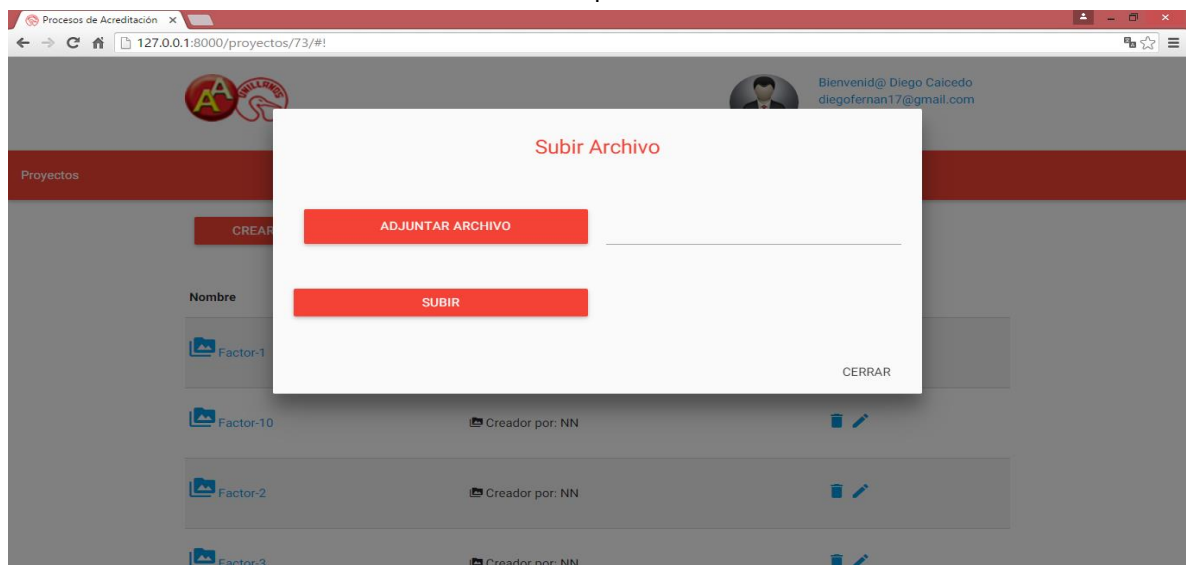 Procesos de Acreditación
127.0.0.1:8000/proyectos/73/#!
AA UNILLANOS
Bienvenid@ Diego Caicedo
diegofernan17@gmail.com
Subir Archivo
Proyectos
CREAR
ADJUNTAR ARCHIVO
Nombre
SUBIR
Factor-1
CERRAR
Factor-10 Creador por: NN
Factor-2 Creador por: NN
Factor-3 Creador por: NN